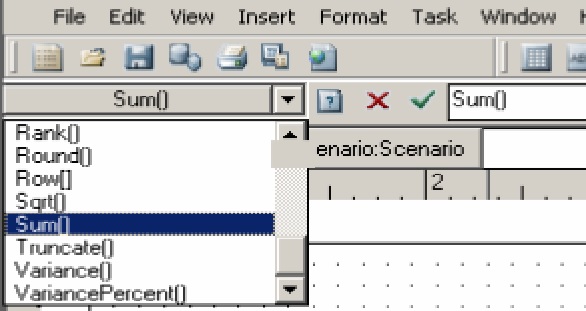 File Edit View Insert Format Task Window
Sum() Sum()
Rank()
Round()
enario:Scenario
Row[]
2
Sqrt()
Sum()
Truncate()
Variance()
VariancePercent()